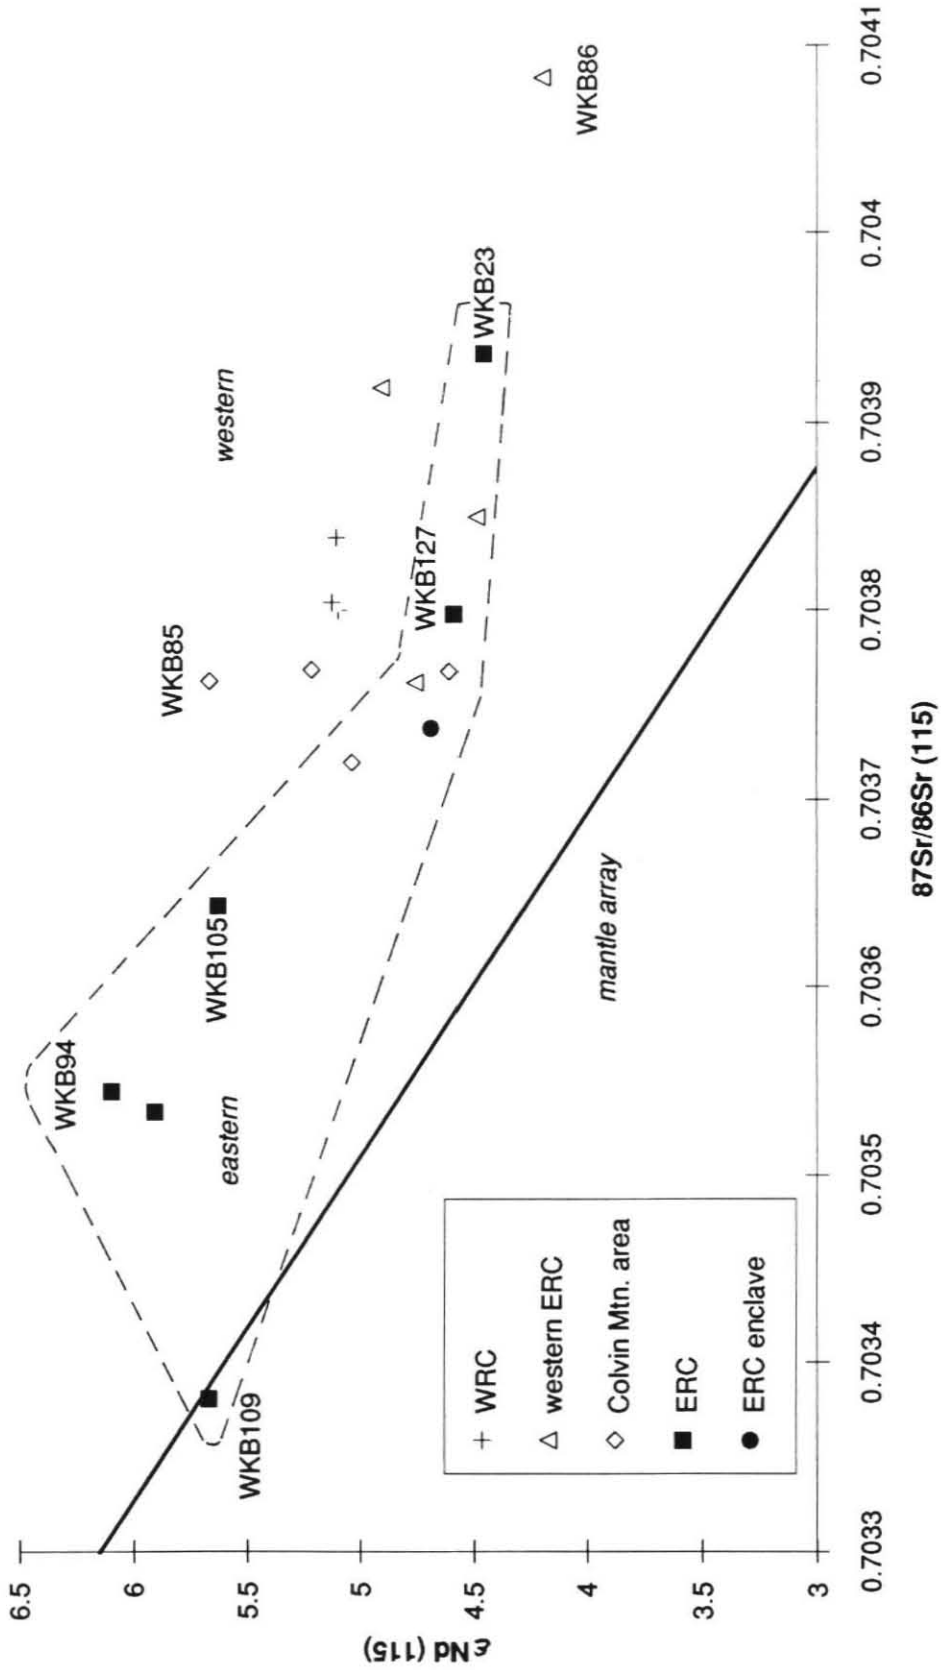 6.5
6
5.5
5
4.5
4
3.5
3
εNd (115)
0.7033
0.7034
0.7035
0.7036
0.7037
0.7038
0.7039
0.704
0.7041
87Sr/86Sr (115)
WKB109
WKB94
WKB105
WKB85
WKB127
WKB23
WKB86
eastern
western
mantle array
WRC
western ERC
Colvin Mtn. area
ERC
ERC enclave